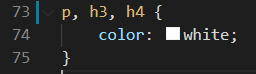 73 p, h3, h4 {
74     color: white;
75 }